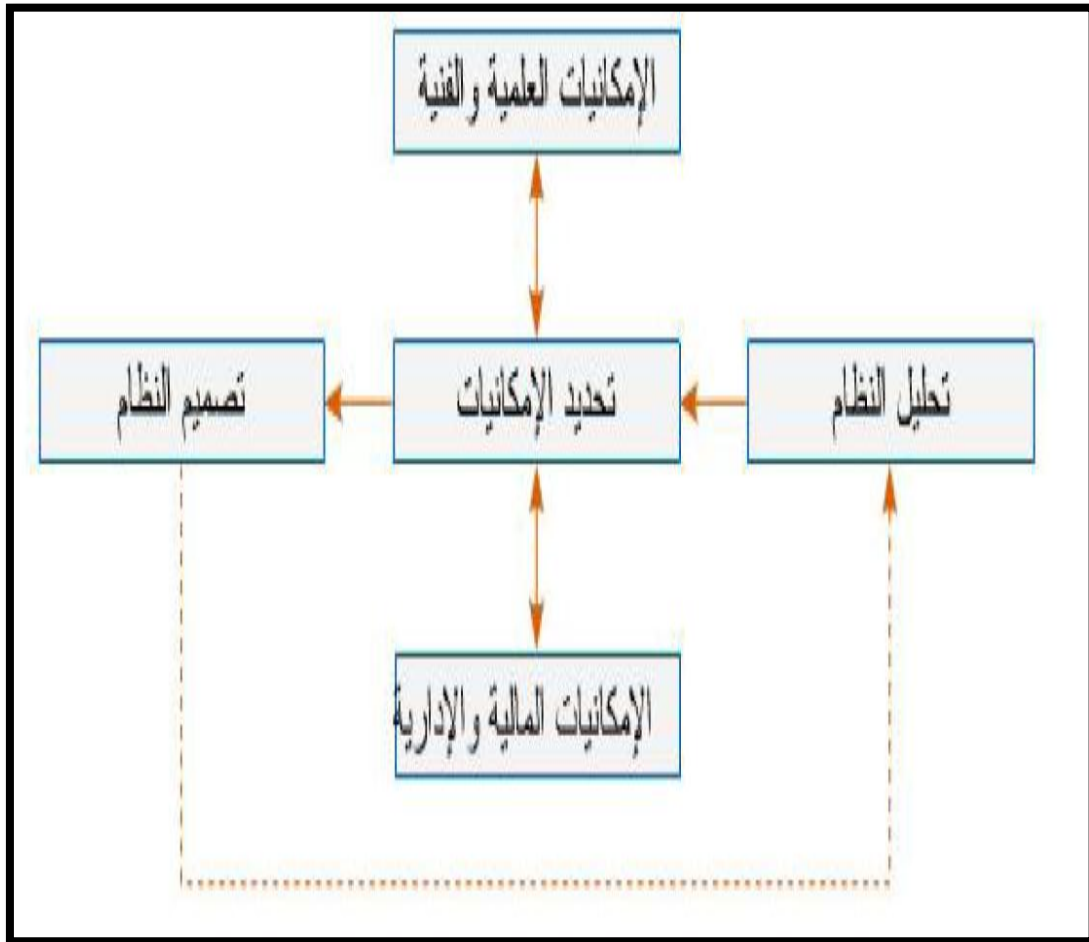 الإمكانيات العلمية والفنية
تحليل النظام
تحديد الإمكانيات
تصميم النظام
الإمكانيات المالية والإدارية